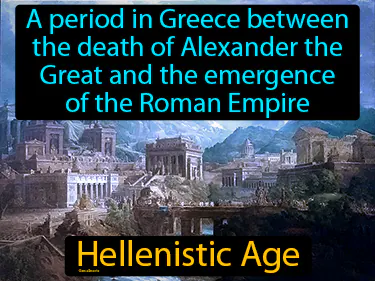 A period in Greece between
the death of Alexander the
Great and the emergence
of the Roman Empire
Hellenistic Age